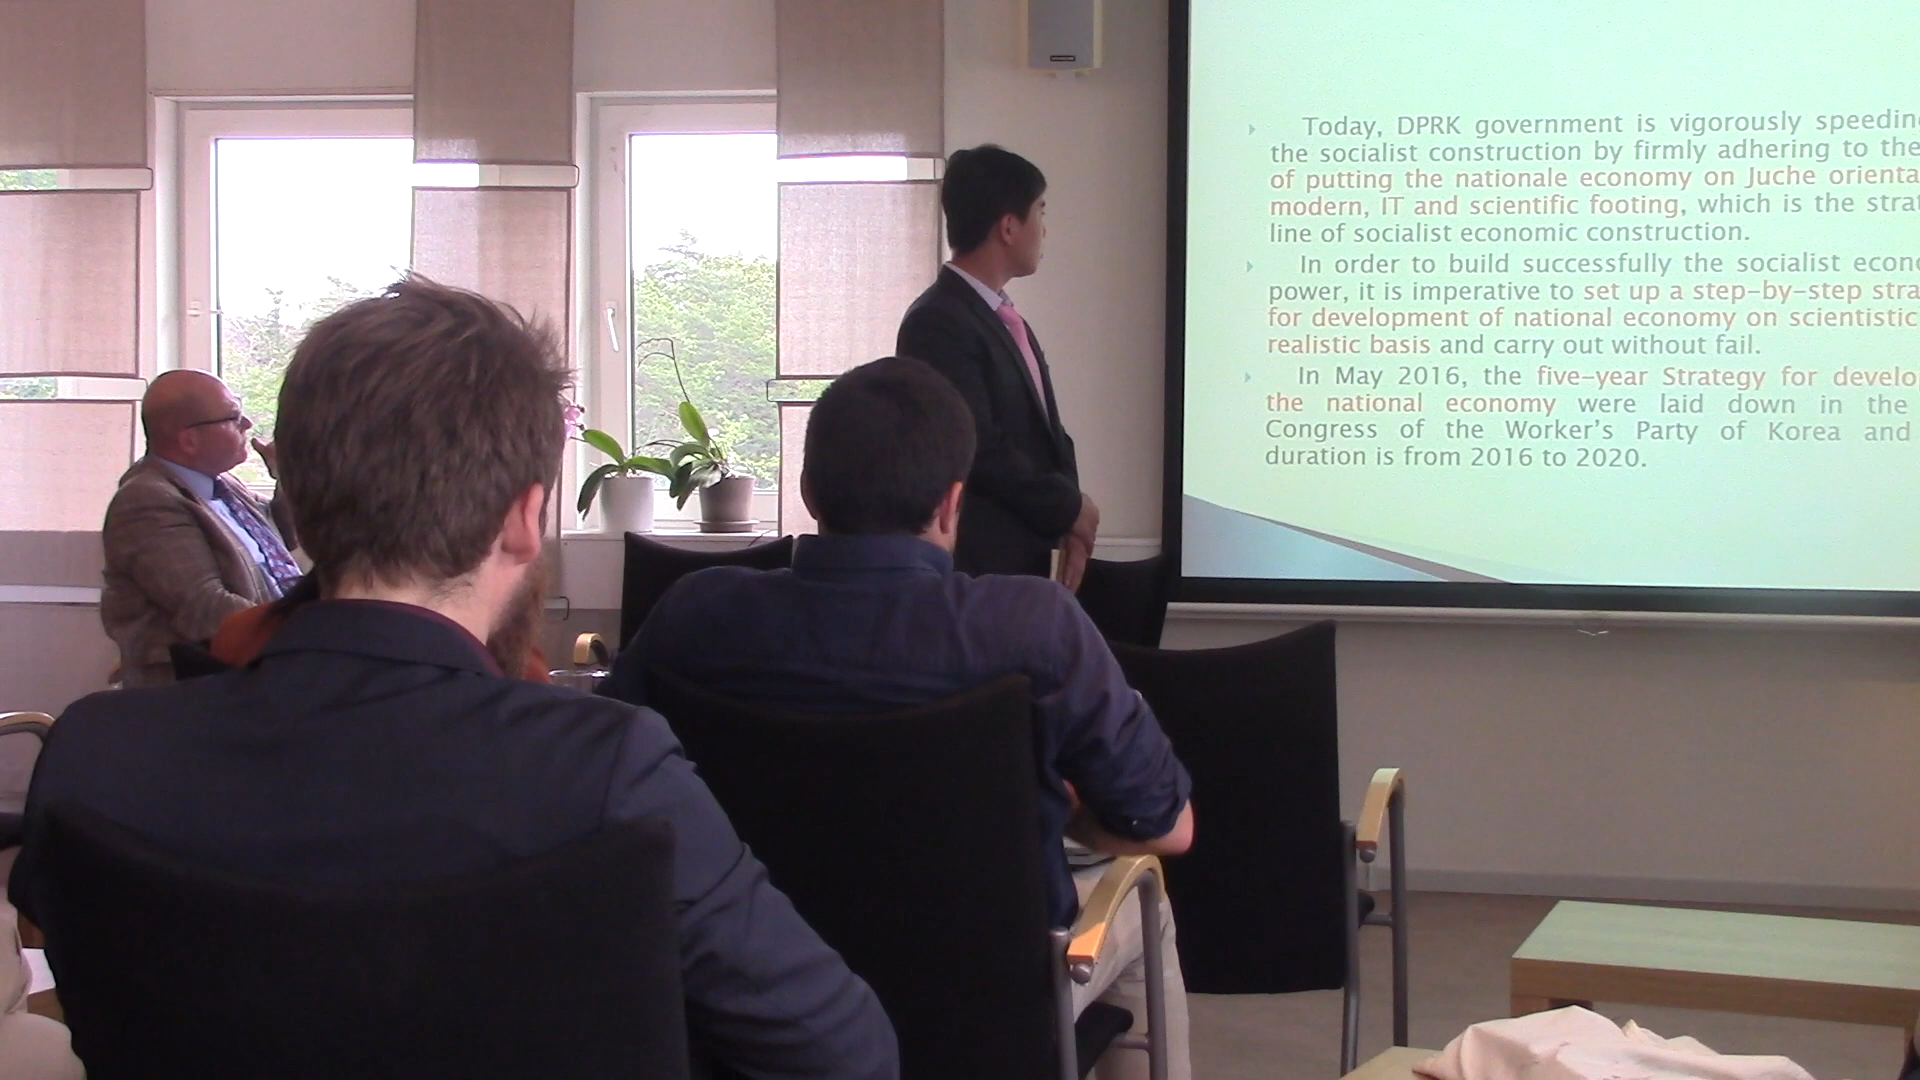 Today, DPRK government is vigorously speedin
the socialist construction by firmly adhering to the
of putting the nationale economy on Juche orienta
modern, IT and scientific footing, which is the stra
line of socialist economic construction.
In order to build successfully the socialist econ
power, it is imperative to set up a step-by-step stra
for development of national economy on scientistic
realistic basis and carry out without fail.
In May 2016, the five-year Strategy for develo
the national economy were laid down in the
Congress of the Worker's Party of Korea and
duration is from 2016 to 2020.